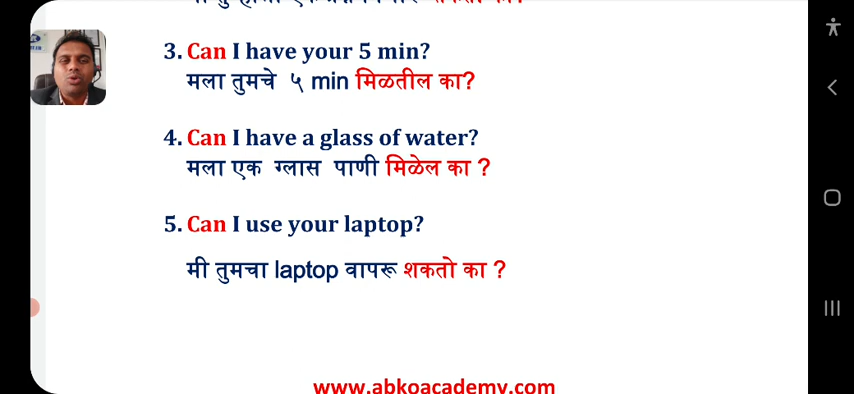 3. Can I have your 5 min?
मला तुमचे ५ min मिळतील का?
4. Can I have a glass of water?
मला एक ग्लास पाणी मिळेल का ?
5. Can I use your laptop?
मी तुमचा laptop वापरू शकतो का ?
www.abkoacademy.com